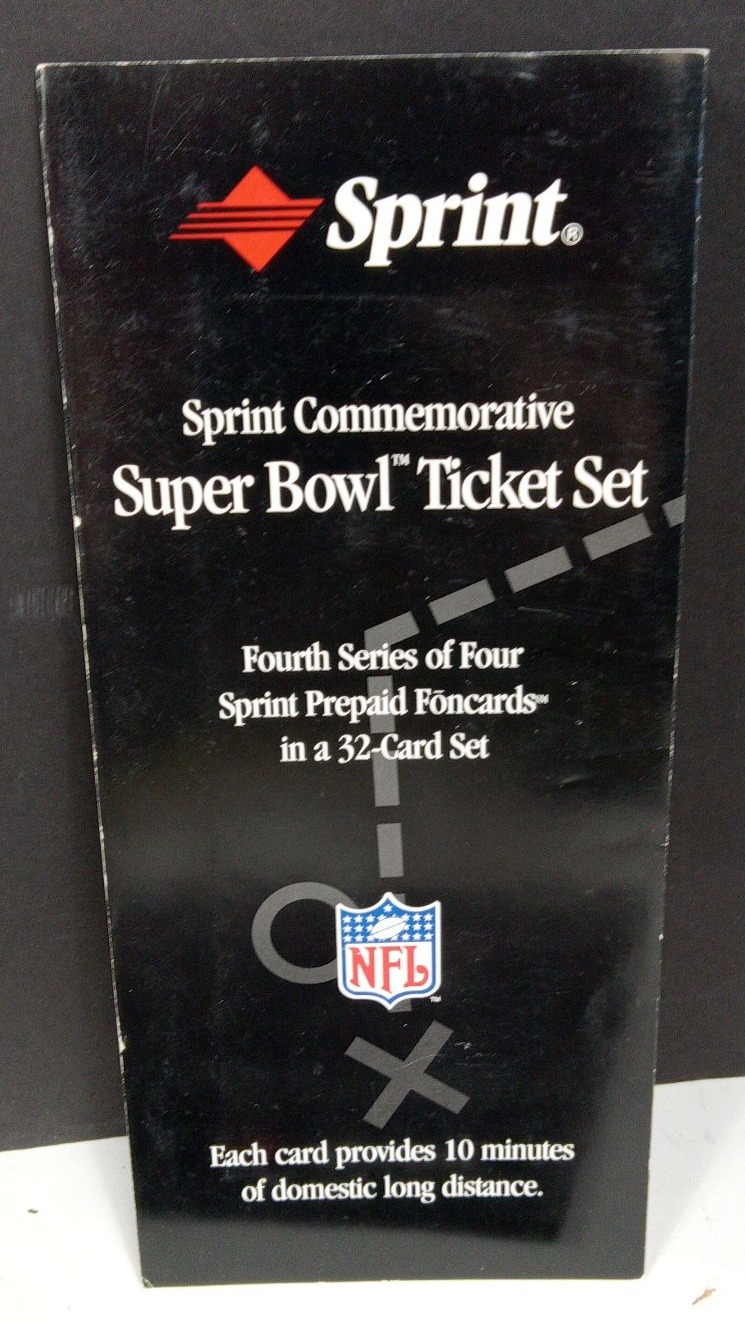 Sprint®
Sprint Commemorative
Super Bowl™ Ticket Set
Fourth Series of Four
Sprint Prepaid Fōncards℠
in a 32-Card Set
NFL™
Each card provides 10 minutes
of domestic long distance.